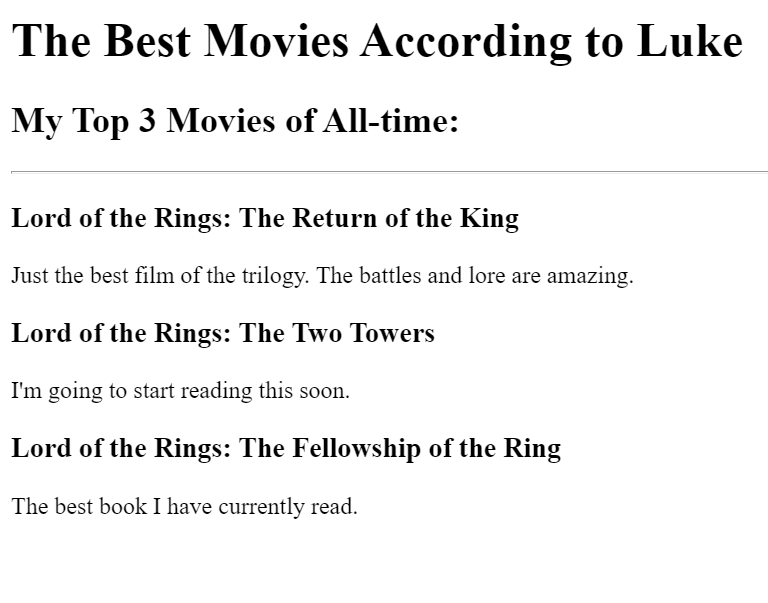 The Best Movies According to Luke
My Top 3 Movies of All-time:
Lord of the Rings: The Return of the King
Just the best film of the trilogy. The battles and lore are amazing.
Lord of the Rings: The Two Towers
I'm going to start reading this soon.
Lord of the Rings: The Fellowship of the Ring
The best book I have currently read.